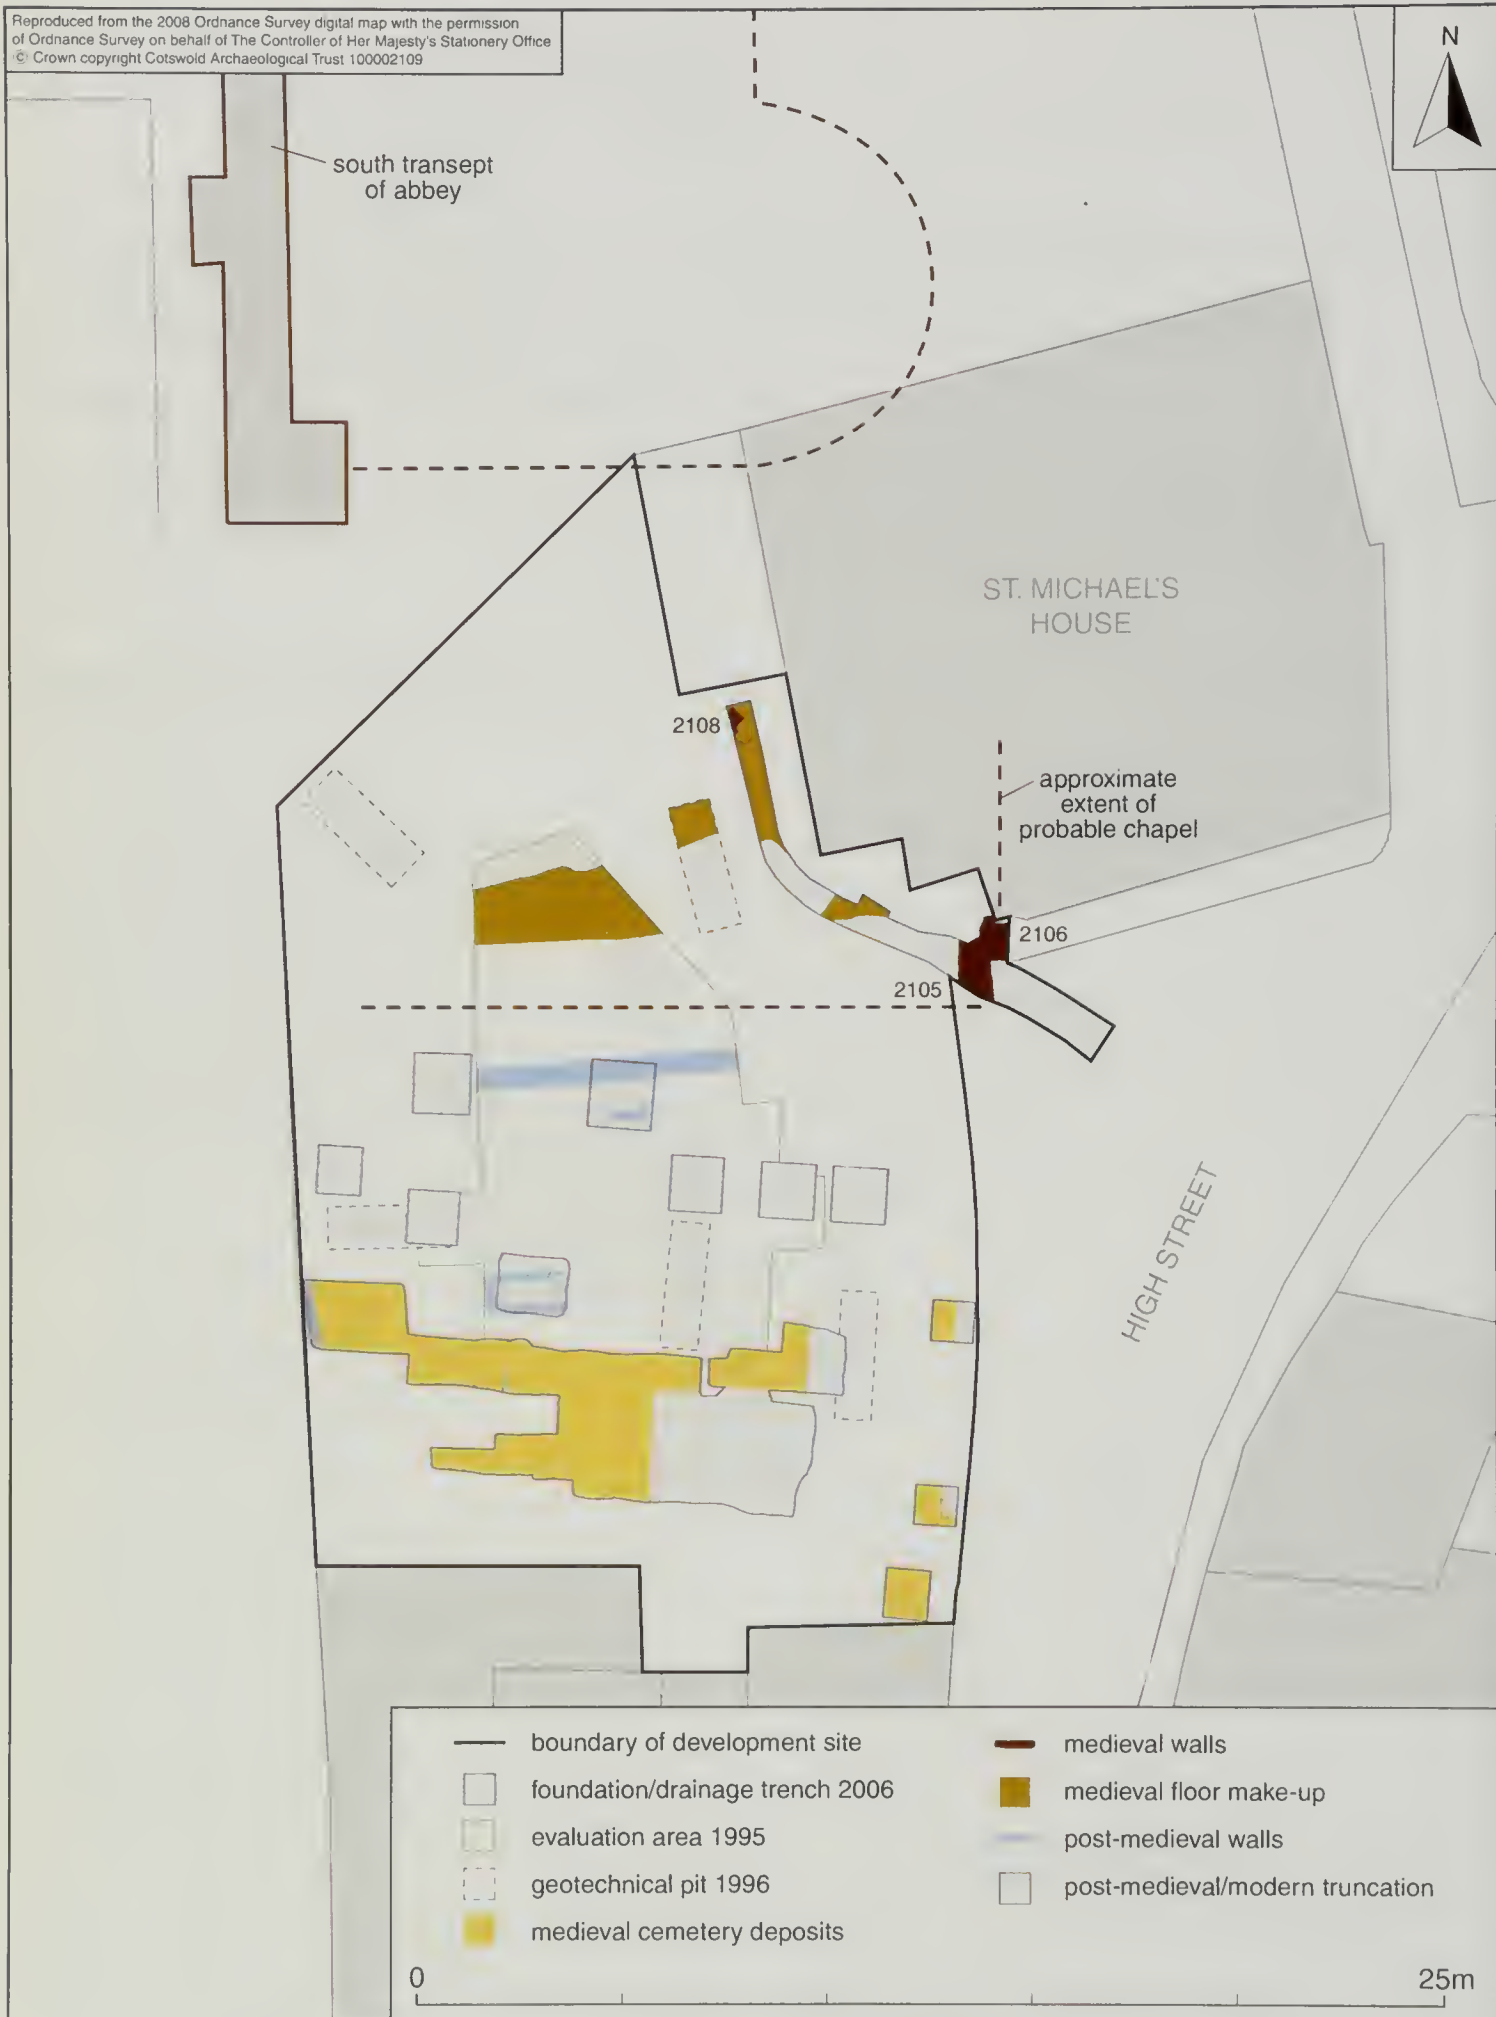 Reproduced from the 2008 Ordnance Survey digital map with the permission
of Ordnance Survey on behalf of The Controller of Her Majesty's Stationery Office
© Crown copyright Cotswold Archaeological Trust 100002109
N
south transept
of abbey
ST. MICHAEL'S
HOUSE
2108
approximate
extent of
probable chapel
2106
2105
HIGH STREET
boundary of development site
foundation/drainage trench 2006
evaluation area 1995
geotechnical pit 1996
medieval cemetery deposits
medieval walls
medieval floor make-up
post-medieval walls
post-medieval/modern truncation
0
25m